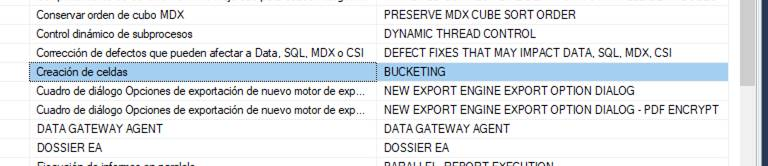 Conservar orden de cubo MDX PRESERVE MDX CUBE SORT ORDER
Control dinámico de subprocesos DYNAMIC THREAD CONTROL
Corrección de defectos que pueden afectar a Data, SQL, MDX o CSI DEFECT FIXES THAT MAY IMPACT DATA, SQL, MDX, CSI
Creación de celdas BUCKETING
Cuadro de diálogo Opciones de exportación de nuevo motor de exp... NEW EXPORT ENGINE EXPORT OPTION DIALOG
Cuadro de diálogo Opciones de exportación de nuevo motor de exp... NEW EXPORT ENGINE EXPORT OPTION DIALOG - PDF ENCRYPT
DATA GATEWAY AGENT DATA GATEWAY AGENT
DOSSIER EA DOSSIER EA
Ejecución de informes en paralelo PARALLEL REPORT EXECUTION